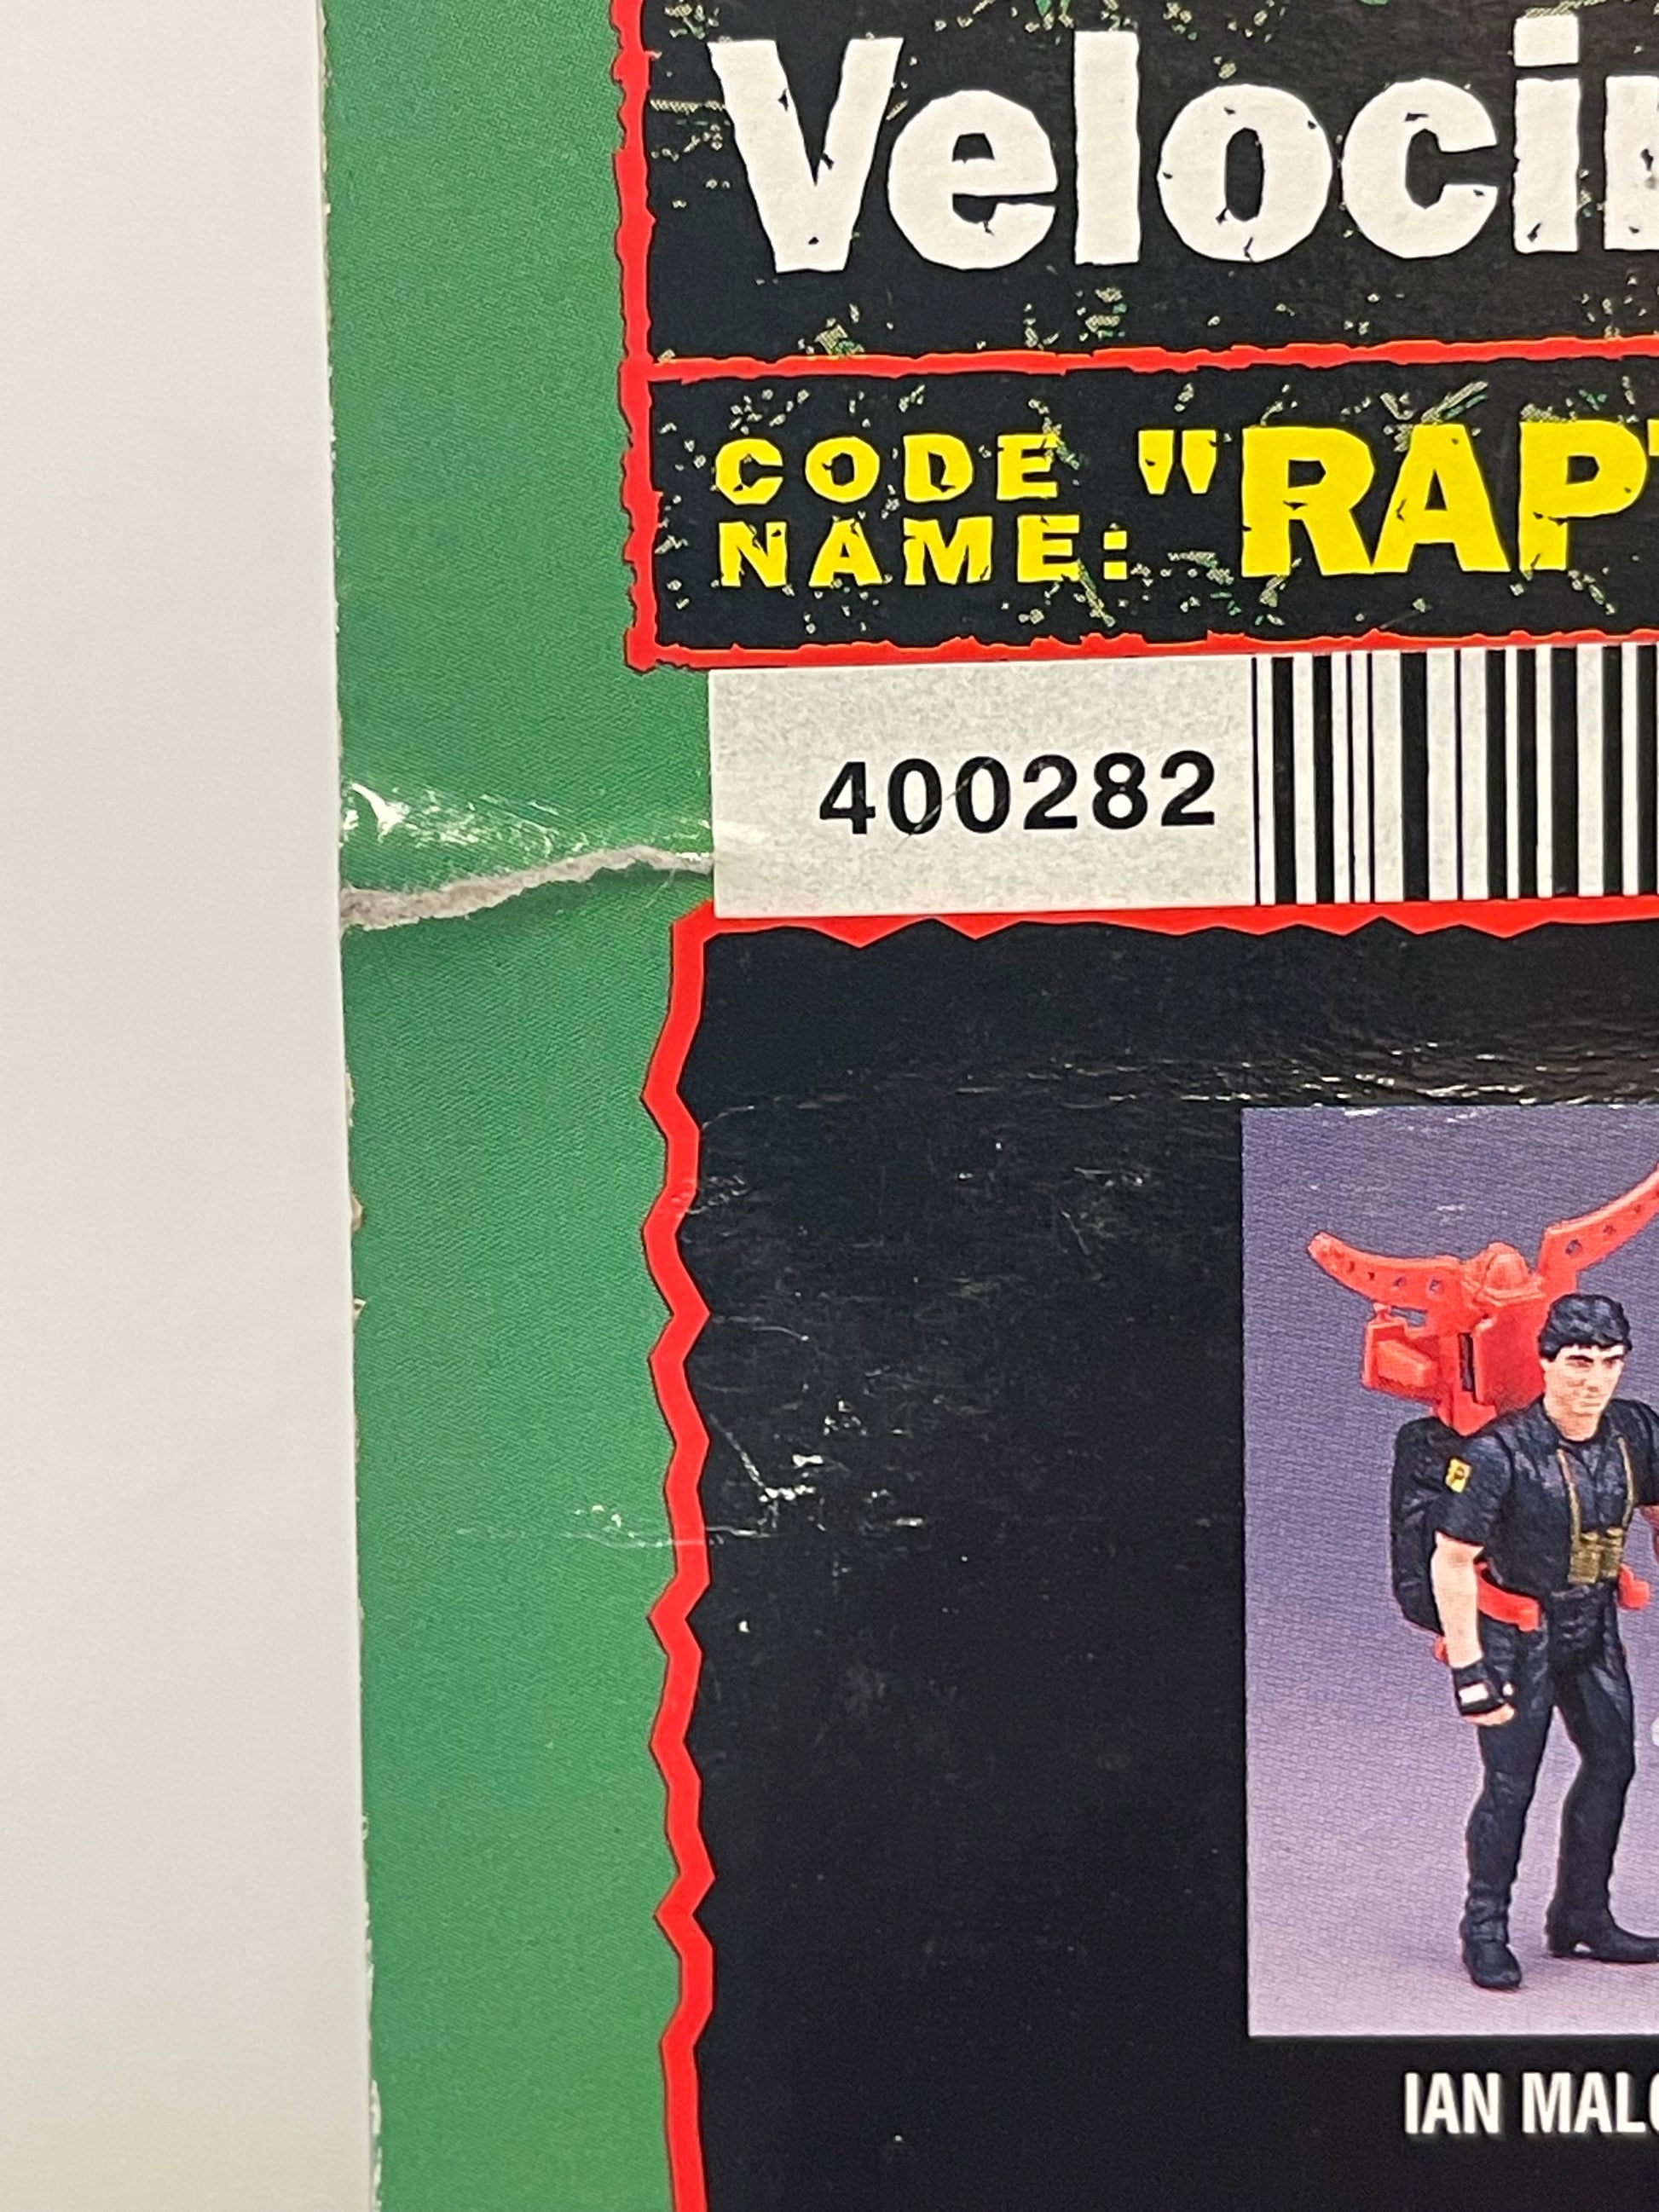 Veloci
CODE
NAME: "RAP
400282
IAN MAL